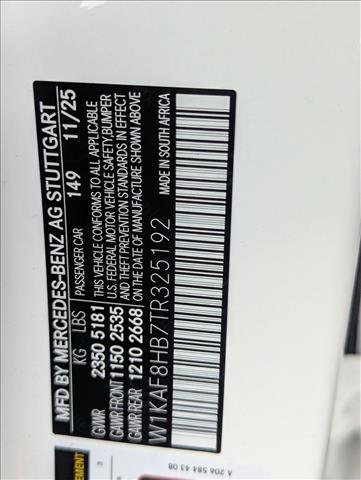 MFD BY MERCEDES-BENZ AG STUTTGART
KG LBS PASSENGER CAR 149 11/25
GVWR 2350 5181
GAWR FRONT 1150 2535
GAWR REAR 1210 2668
THIS VEHICLE CONFORMS TO ALL APPLICABLE
U.S. FEDERAL MOTOR VEHICLE SAFETY, BUMPER
AND THEFT PREVENTION STANDARDS IN EFFECT
ON THE DATE OF MANUFACTURE SHOWN ABOVE
W1KAF8HB7TR325192 MADE IN SOUTH AFRICA
A 206 584 43 08